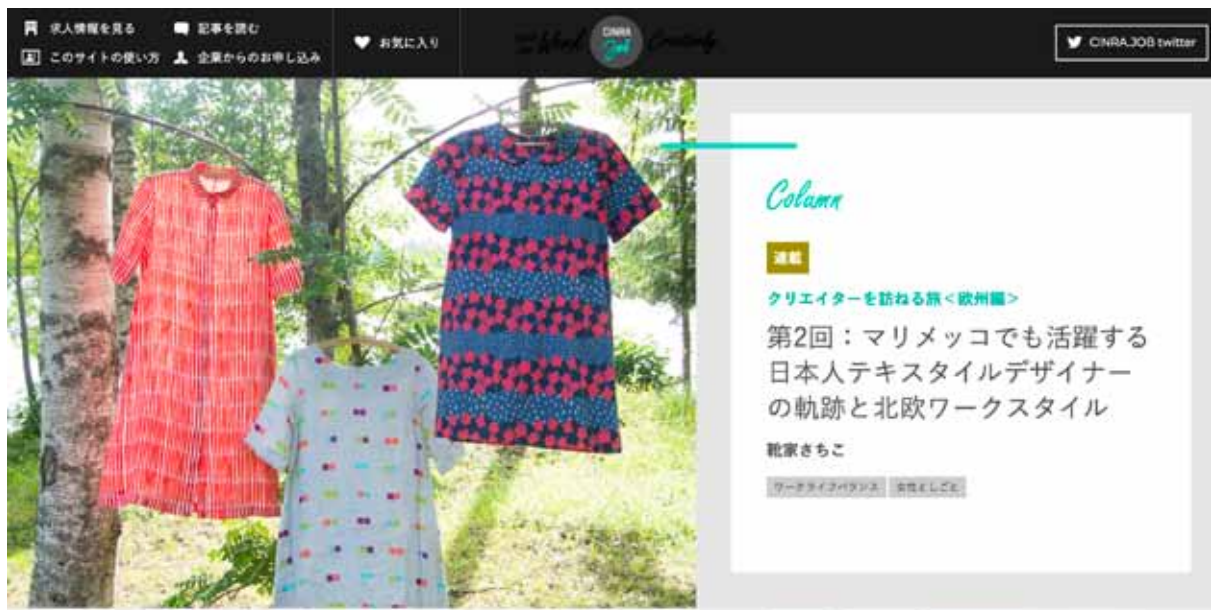 求人情報を見る
記事を読む
このサイトの使い方
企業からのお申し込み
お気に入り
Work
CINRA
Job
Creatively
CINRA.JOB twitter
Column
連載
クリエイターを訪ねる旅＜欧州編＞
第2回：マリメッコでも活躍する
日本人テキスタイルデザイナー
の軌跡と北欧ワークスタイル
靴家さちこ
ワークライフバランス
女性としごと